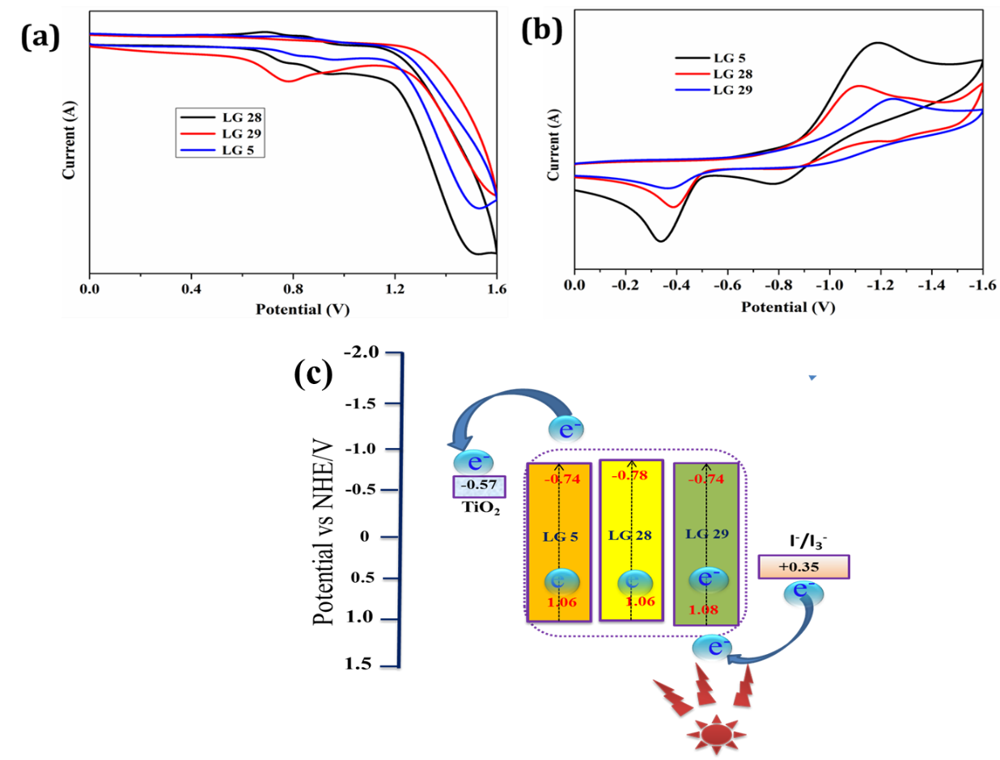 (a)
Current (A)
LG 28
LG 29
LG 5
0.0 0.4 0.8 1.2 1.6
Potential (V)
(b)
Current (A)
LG 5
LG 28
LG 29
0.0 -0.2 -0.4 -0.6 -0.8 -1.0 -1.2 -1.4 -1.6
Potential (V)
(c)
Potential vs NHE/V
-2.0
-1.5
-1.0
-0.5
0
0.5
1.0
1.5
e⁻
e⁻
-0.57
TiO₂
-0.74 -0.78 -0.74
LG 5 LG 28 LG 29
e⁻ e⁻ e⁻
1.06 1.06 1.08
I⁻/I₃⁻
+0.35
e⁻
e⁻